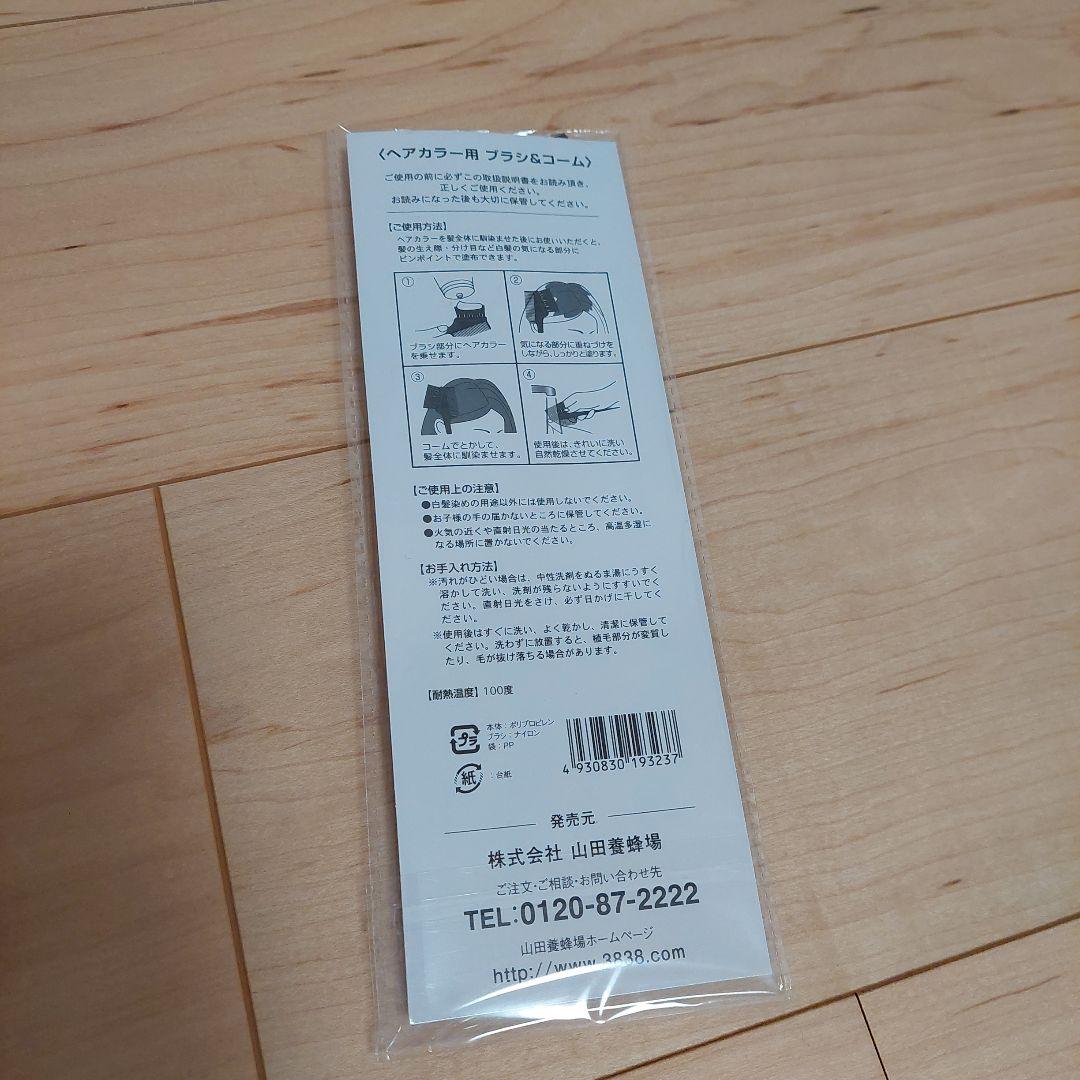 〈ヘアカラー用 ブラシ&コーム〉
ご使用の前に必ずこの取扱説明書をお読み頂き、
正しくご使用ください。
お読みになった後も大切に保管してください。
【ご使用方法】
ヘアカラーを髪全体に馴染ませた後にお使いいただくと、
髪の生え際・分け目など白髪の気になる部分に
ピンポイントで塗布できます。
①
ブラシ部分にヘアカラー
を乗せます。
②
気になる部分に重ねづけを
しながら、しっかりと塗ります。
③
コームでとかして、
髪全体に馴染ませます。
④
使用後は、きれいに洗い
自然乾燥させてください。
【ご使用上の注意】
●白髪染めの用途以外には使用しないでください。
●お子様の手の届かないところに保管してください。
●火気の近くや直射日光の当たるところ、高温多湿に
なる場所に置かないでください。
【お手入れ方法】
※汚れがひどい場合は、中性洗剤をぬるま湯にうすく
溶かして洗い、洗剤が残らないようにすすいでく
ださい。直射日光をさけ、必ず日かげに干してく
ださい。
※使用後はすぐに洗い、よく乾かし、清潔に保管して
ください。洗わずに放置すると、植毛部分が変質し
たり、毛が抜け落ちる場合があります。
【耐熱温度】100度
プラ
本体：ポリプロピレン
ブラシ：ナイロン
袋：PP
紙
：台紙
4 930830 193237
発売元
株式会社 山田養蜂場
ご注文・ご相談・お問い合わせ先
TEL:0120-87-2222
山田養蜂場ホームページ
http://www.3838.com